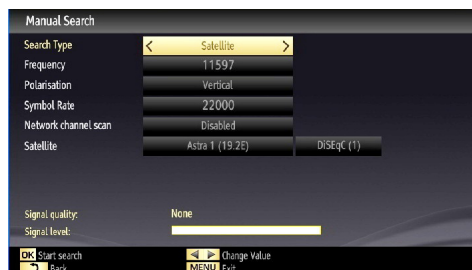 Manual Search
Search Type < Satellite >
Frequency 11597
Polarisation Vertical
Symbol Rate 22000
Network channel scan Disabled
Satellite Astra 1 (19.2E) DiSEqC (1)
Signal quality: None
Signal level:
OK Start search Change Value
Back MENU Exit